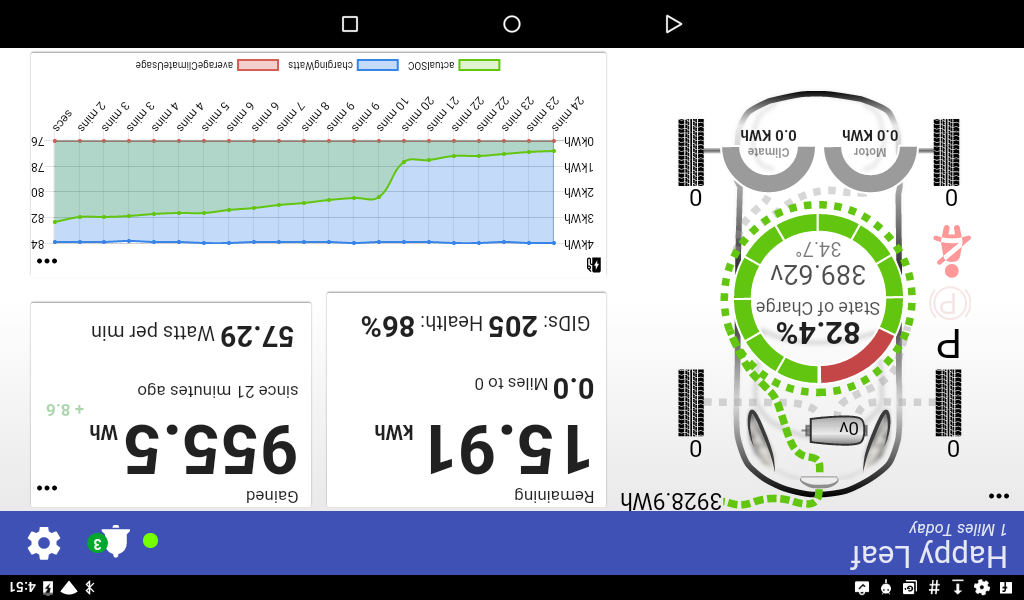 4:51
Happy Leaf
1 Miles Today
3
3928.9Wh
0
0
0v
P
P
82.4%
State of Charge
389.62v
34.7°
0
0
Motor
0.0 KWh
Climate
0.0 KWh
Remaining
15.91 kWh
0.0 Miles to 0
GIDs: 205 Health: 86%
Gained
955.5 Wh
+ 8.6
since 21 minutes ago
57.29 Watts per min
4kWh
3kWh
2kWh
1kWh
0kWh
84
82
80
78
76
24 mins
23 mins
23 mins
22 mins
22 mins
21 mins
20 mins
10 mins
9 mins
9 mins
8 mins
7 mins
6 mins
6 mins
5 mins
4 mins
4 mins
3 mins
3 mins
2 mins
secs
actualSOC chargingWatts averageClimateUsage